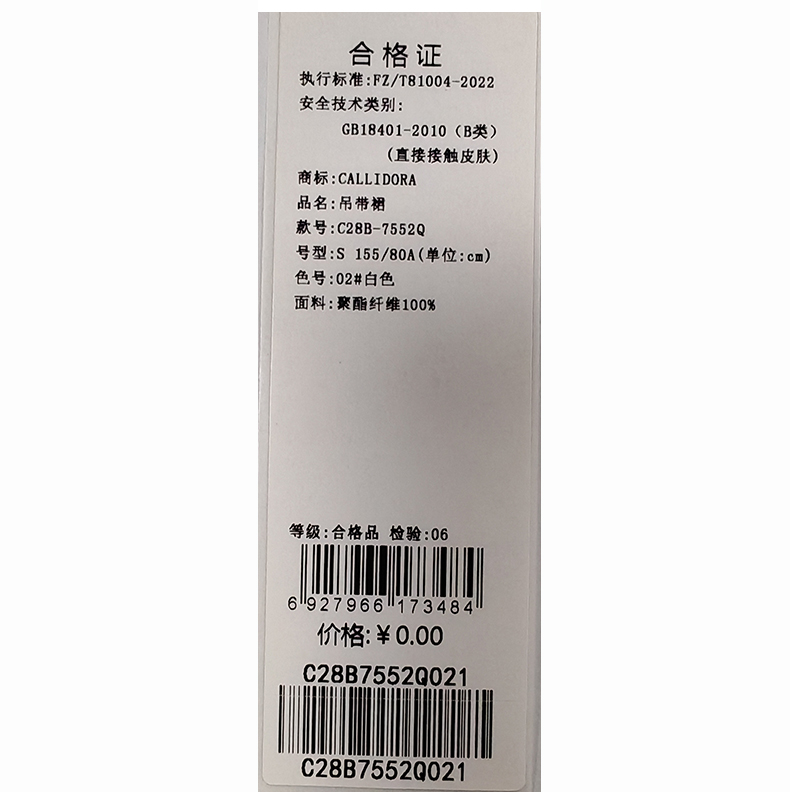 合格证
执行标准:FZ/T81004-2022
安全技术类别:
GB18401-2010（B类）
(直接接触皮肤)
商标:CALLIDORA
品名:吊带裙
款号:C28B-7552Q
号型:S 155/80A(单位:cm)
色号:02#白色
面料:聚酯纤维100%
等级:合格品 检验:06
6 927966 173484
价格:￥0.00
C28B7552Q021
C28B7552Q021